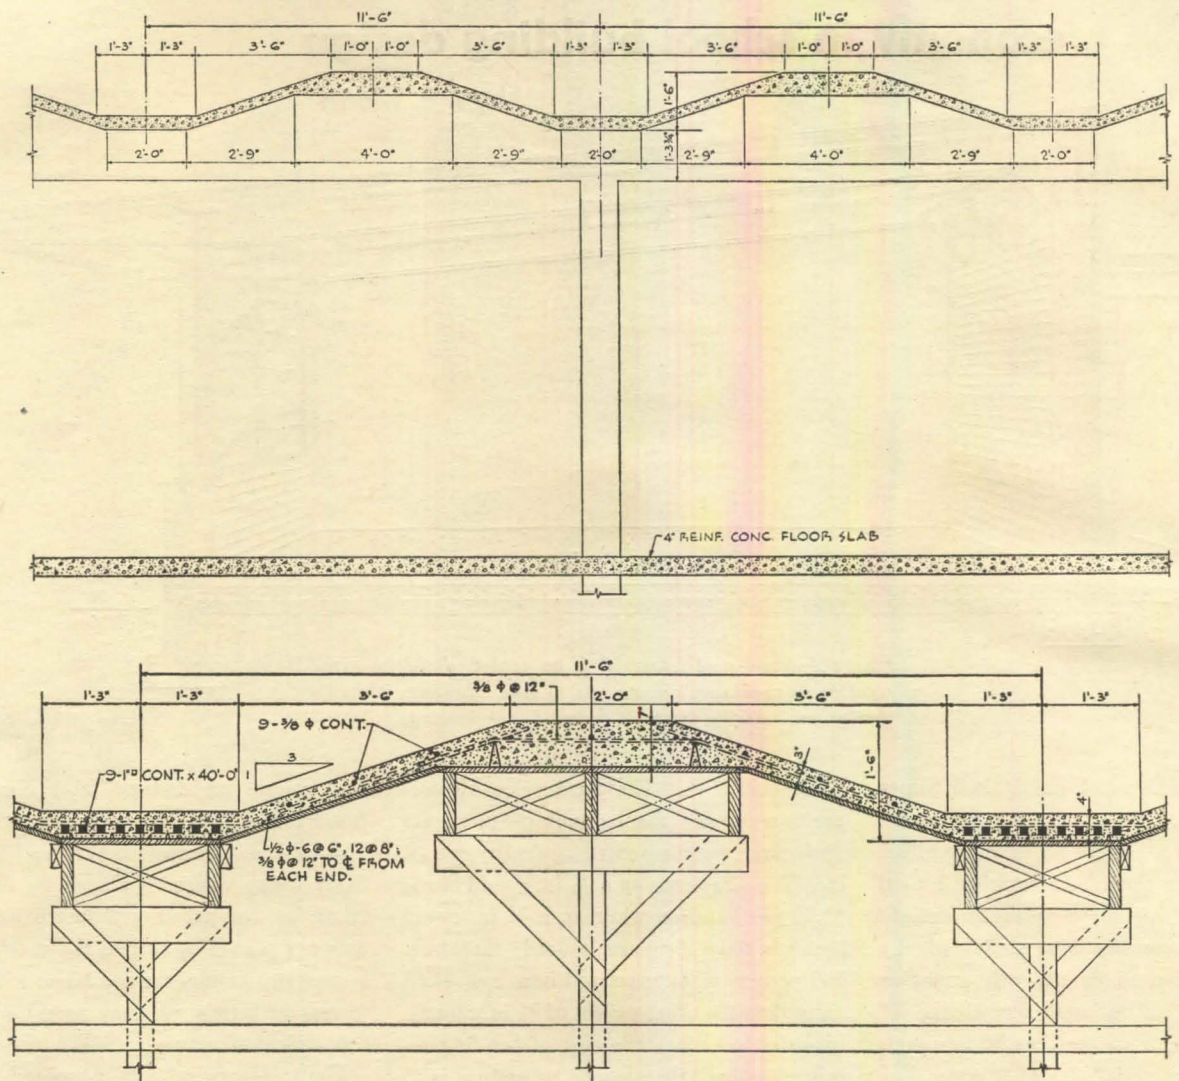 11'-6" 11'-6"
1'-3" 1'-3" 3'-6" 1'-0" 1'-0" 3'-6" 1'-3" 1'-3" 3'-6" 1'-0" 1'-0" 3'-6" 1'-3" 1'-3"
1'-6"
2'-0" 2'-9" 4'-0" 2'-9" 2'-0" 1'-3¾" 2'-9" 4'-0" 2'-9" 2'-0"
4" REINF. CONC. FLOOR SLAB
11'-6"
1'-3" 1'-3" 3'-6" ⅜ ϕ @ 12" 2'-0" 3'-6" 1'-3" 1'-3"
9-⅜ ϕ CONT.
7"
3
9-1"▫ CONT. x 40'-0" 1
3" 1'-6" 4"
½ ϕ-6@6", 12@8";
⅜ ϕ @ 12" TO ℄ FROM
EACH END.